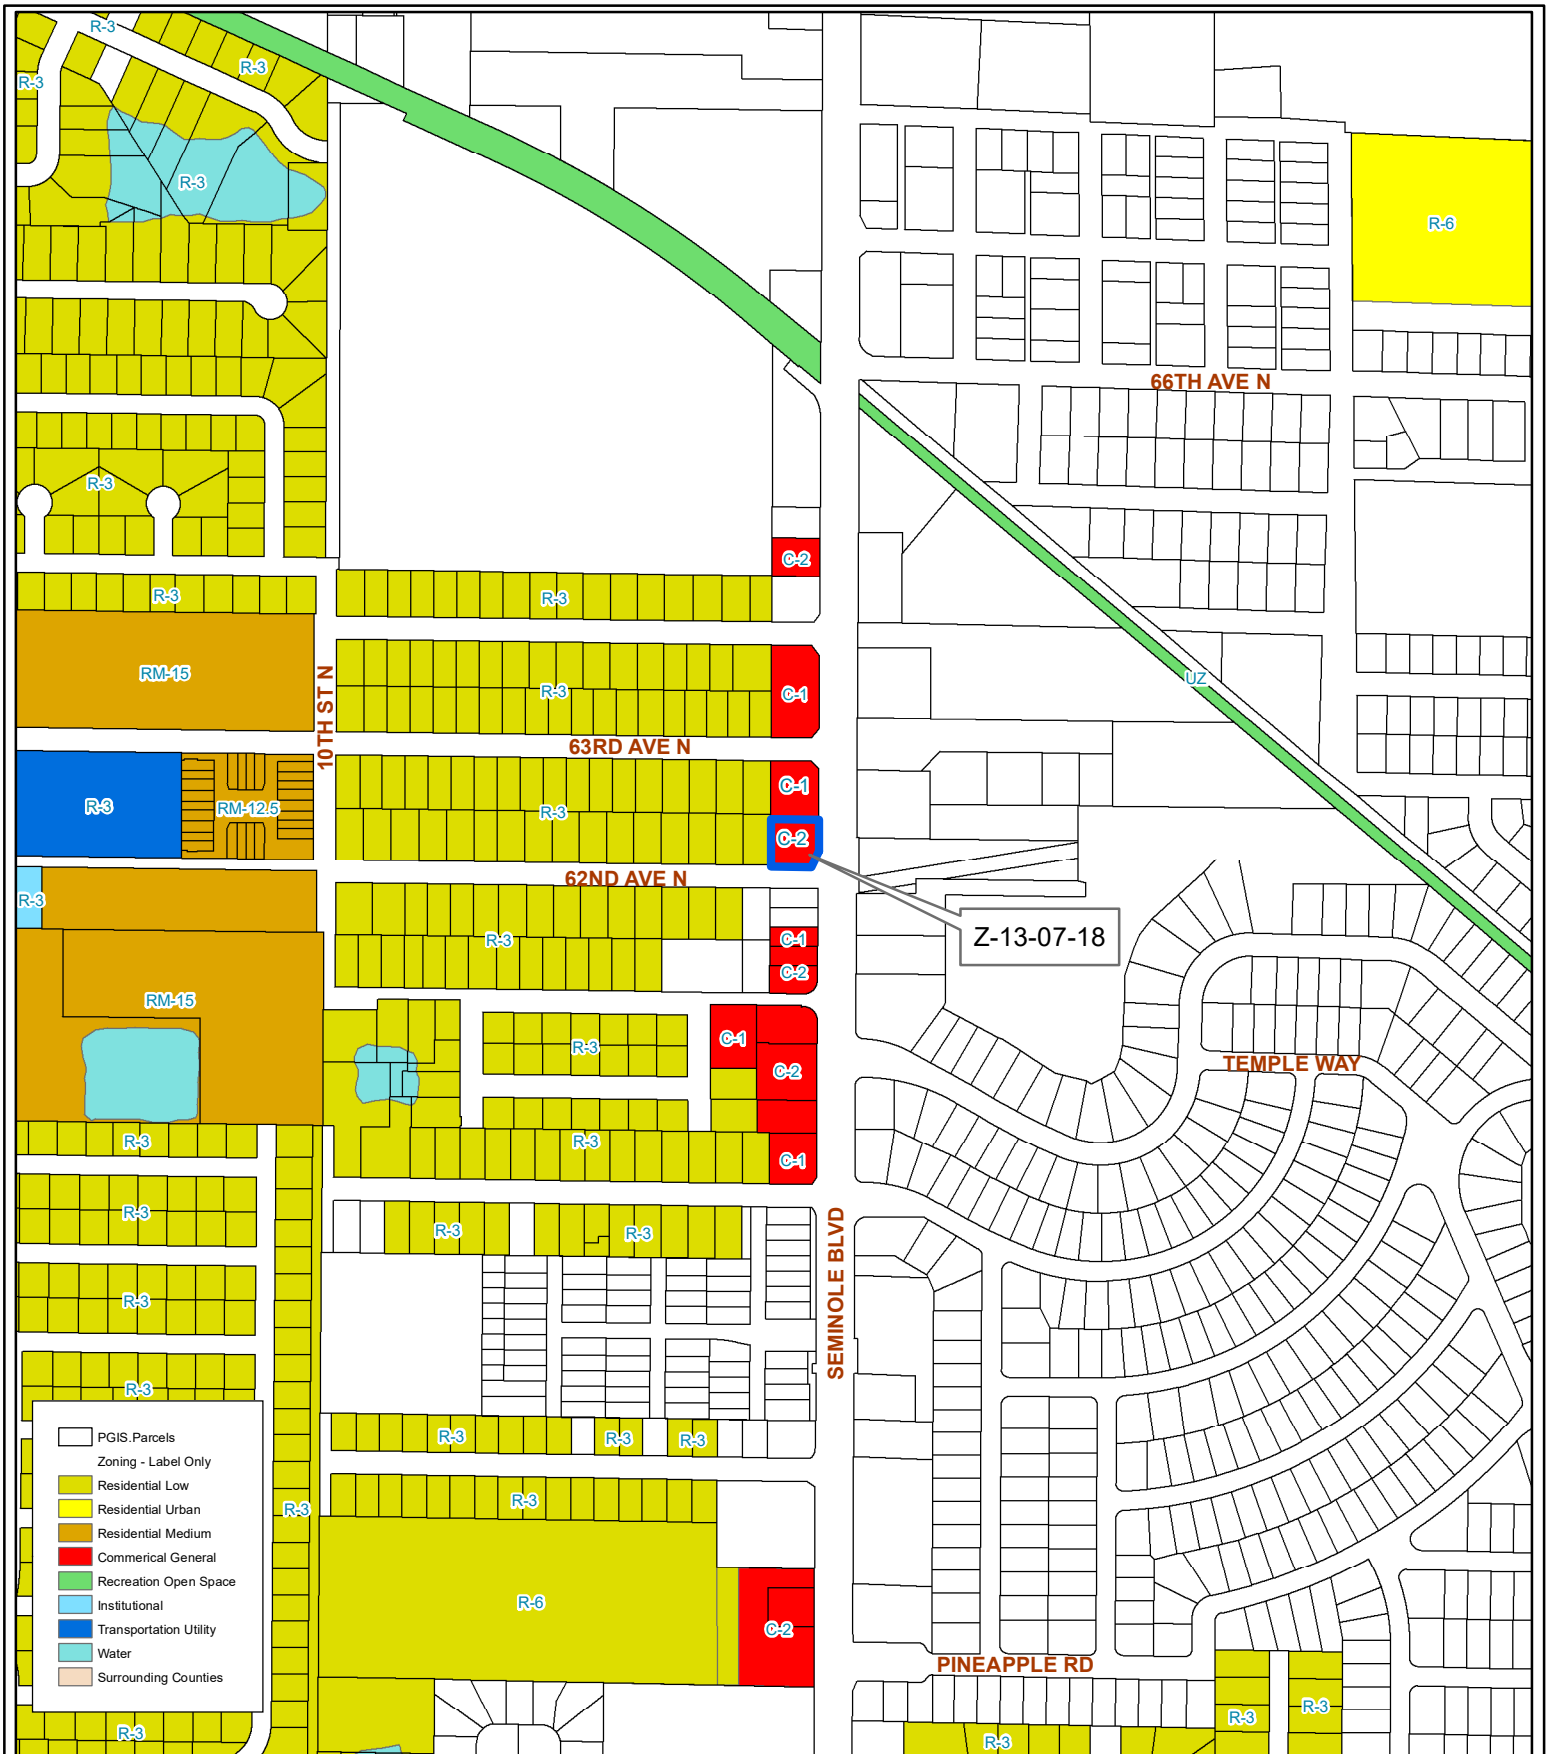 R-3
R-3
R-3
R-3
R-6
66TH AVE N
R-3
C-2
R-3
R-3
RM-15
10TH ST N
R-3
C-1
UZ
63RD AVE N
C-1
R-3
RM-12.5
R-3
C-2
62ND AVE N
R-3
R-3
C-1
Z-13-07-18
C-2
RM-15
R-3
C-1
C-2
TEMPLE WAY
R-3
R-3
C-1
R-3
R-3
R-3
SEMINOLE BLVD
R-3
R-3
R-3
R-3
R-3
PGIS.Parcels
Zoning - Label Only
Residential Low
Residential Urban
Residential Medium
Commerical General
Recreation Open Space
Institutional
Transportation Utility
Water
Surrounding Counties
R-3
R-3
R-6
C-2
PINEAPPLE RD
R-3
R-3
R-3
R-3